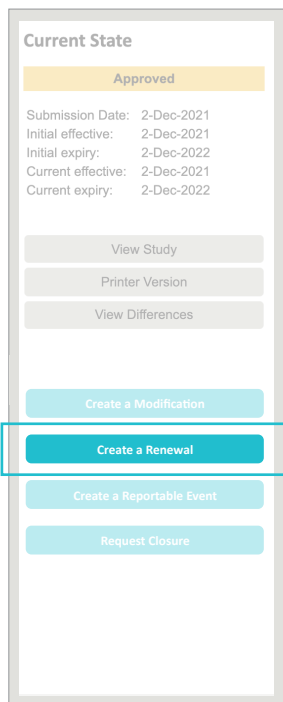 Current State
Approved
Submission Date: 2-Dec-2021
Initial effective: 2-Dec-2021
Initial expiry: 2-Dec-2022
Current effective: 2-Dec-2021
Current expiry: 2-Dec-2022
View Study
Printer Version
View Differences
Create a Modification
Create a Renewal
Create a Reportable Event
Request Closure